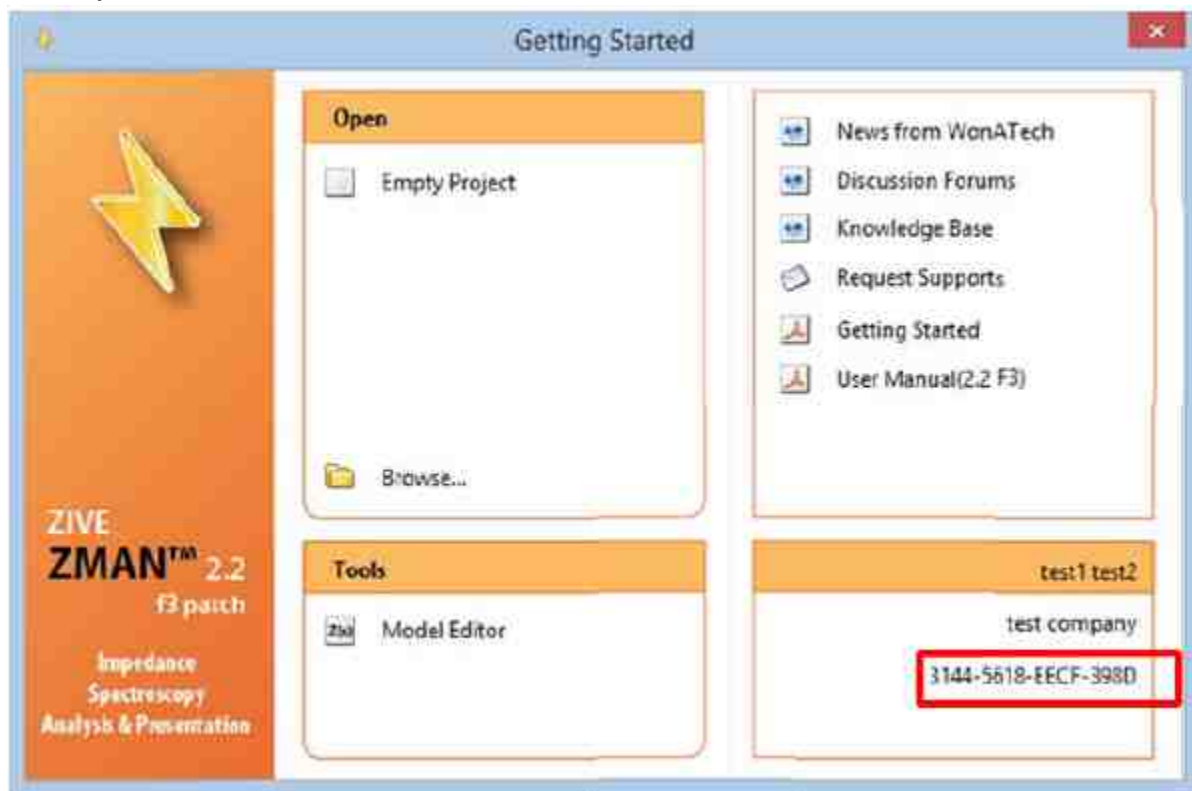 Getting Started
Open
Empty Project
Browse...
News from WonATech
Discussion Forums
Knowledge Base
Request Supports
Getting Started
User Manual(2.2 F3)
ZIVE
ZMAN™ 2.2
f3 patch
Impedance
Spectroscopy
Analysis & Presentation
Tools
Model Editor
test1 test2
test company
3144-5618-EECF-398D